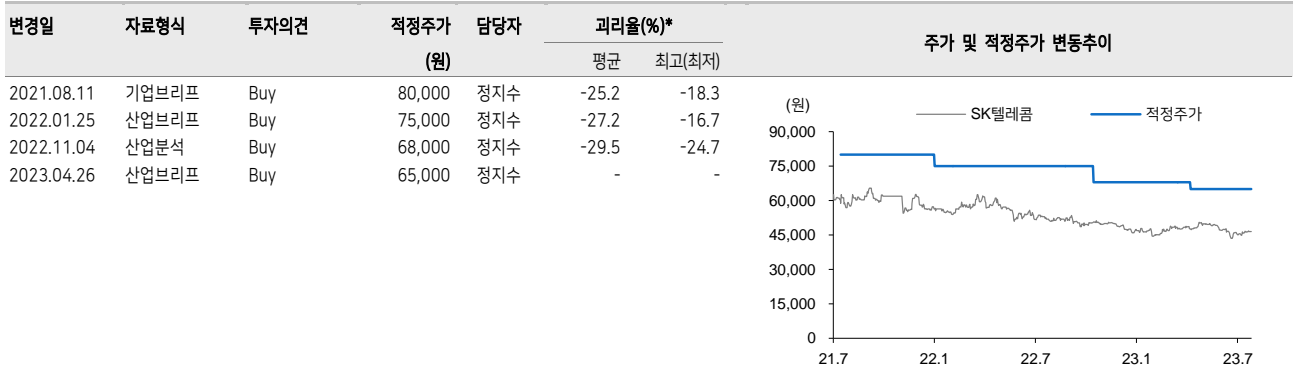 변경일 자료형식 투자의견 적정주가 담당자 괴리율(%)*
(원) 평균 최고(최저)
2021.08.11 기업브리프 Buy 80,000 정지수 -25.2 -18.3
2022.01.25 산업브리프 Buy 75,000 정지수 -27.2 -16.7
2022.11.04 산업분석 Buy 68,000 정지수 -29.5 -24.7
2023.04.26 산업브리프 Buy 65,000 정지수 - -
주가 및 적정주가 변동추이
(원)
SK텔레콤 적정주가
90,000
75,000
60,000
45,000
30,000
15,000
0
21.7 22.1 22.7 23.1 23.7